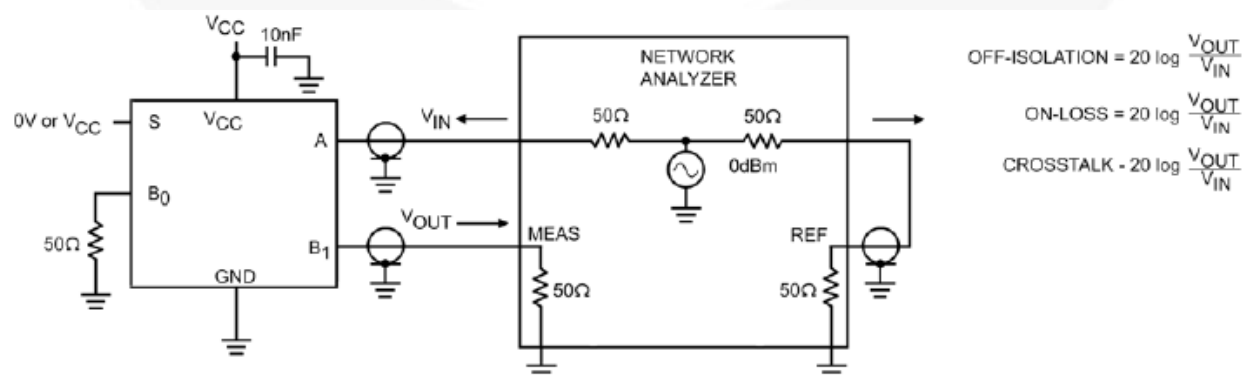 VCC
10nF
0V or VCC
S
VCC
A
B0
50Ω
B1
GND
VIN
VOUT
NETWORK
ANALYZER
50Ω
50Ω
0dBm
MEAS
REF
50Ω
50Ω
OFF-ISOLATION = 20 log VOUT
VIN
ON-LOSS = 20 log VOUT
VIN
CROSSTALK - 20 log VOUT
VIN